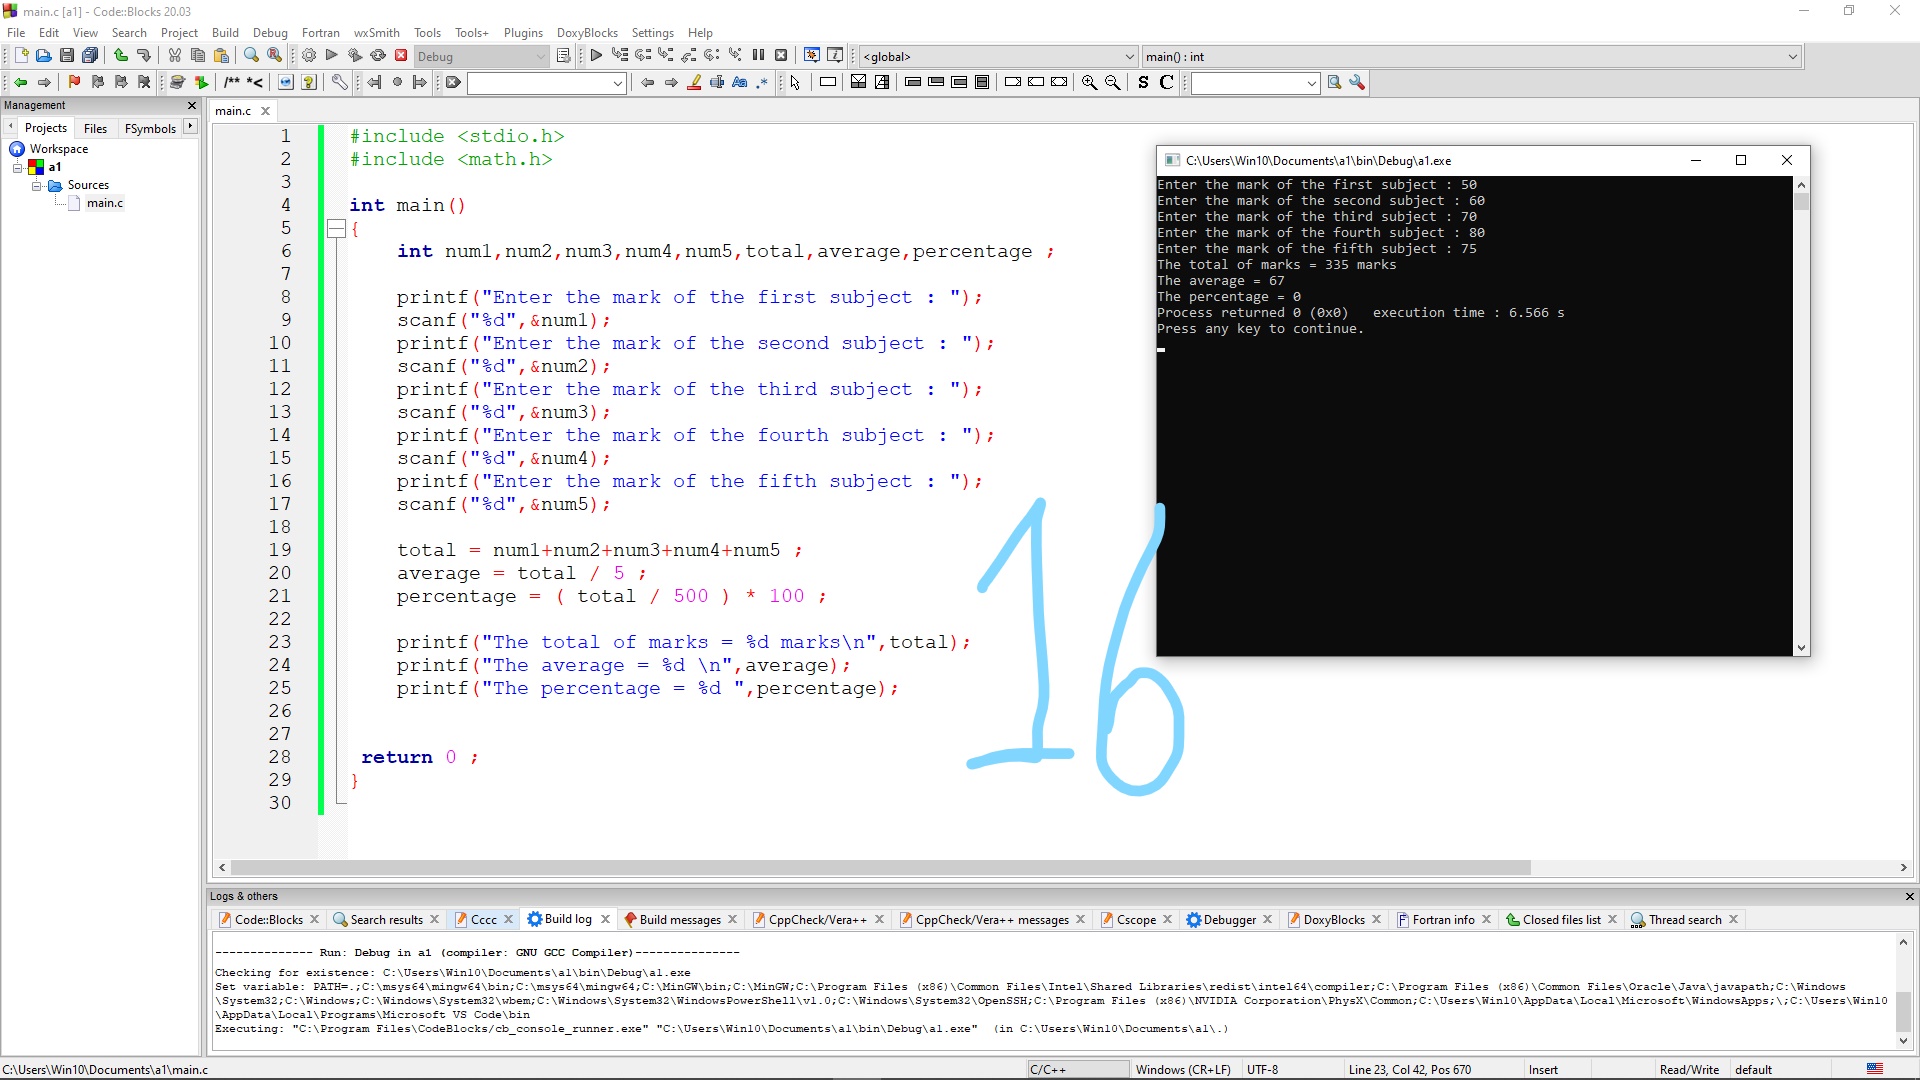 main.c [a1] - Code::Blocks 20.03
File Edit View Search Project Build Debug Fortran wxSmith Tools Tools+ Plugins DoxyBlocks Settings Help
Debug
<global>
main() : int
/** *<
Aa .*
S C
Management
main.c
Projects Files FSymbols
Workspace
a1
Sources
main.c
1 #include <stdio.h>
2 #include <math.h>
3
4 int main()
5 {
6 int num1,num2,num3,num4,num5,total,average,percentage ;
7
8 printf("Enter the mark of the first subject : ");
9 scanf("%d",&num1);
10 printf("Enter the mark of the second subject : ");
11 scanf("%d",&num2);
12 printf("Enter the mark of the third subject : ");
13 scanf("%d",&num3);
14 printf("Enter the mark of the fourth subject : ");
15 scanf("%d",&num4);
16 printf("Enter the mark of the fifth subject : ");
17 scanf("%d",&num5);
18
19 total = num1+num2+num3+num4+num5 ;
20 average = total / 5 ;
21 percentage = ( total / 500 ) * 100 ;
22
23 printf("The total of marks = %d marks\n",total);
24 printf("The average = %d \n",average);
25 printf("The percentage = %d ",percentage);
26
27
28 return 0 ;
29 }
30
16
C:\Users\Win10\Documents\a1\bin\Debug\a1.exe
Enter the mark of the first subject : 50
Enter the mark of the second subject : 60
Enter the mark of the third subject : 70
Enter the mark of the fourth subject : 80
Enter the mark of the fifth subject : 75
The total of marks = 335 marks
The average = 67
The percentage = 0
Process returned 0 (0x0)   execution time : 6.566 s
Press any key to continue.
Logs & others
Code::Blocks Search results Cccc Build log Build messages CppCheck/Vera++ CppCheck/Vera++ messages Cscope Debugger DoxyBlocks Fortran info Closed files list Thread search
-------------- Run: Debug in a1 (compiler: GNU GCC Compiler)---------------
Checking for existence: C:\Users\Win10\Documents\a1\bin\Debug\a1.exe
Set variable: PATH=.;C:\msys64\mingw64\bin;C:\msys64\mingw64;C:\MinGW\bin;C:\MinGW;C:\Program Files (x86)\Common Files\Intel\Shared Libraries\redist\intel64\compiler;C:\Program Files (x86)\Common Files\Oracle\Java\javapath;C:\Windows
\System32;C:\Windows;C:\Windows\System32\wbem;C:\Windows\System32\WindowsPowerShell\v1.0;C:\Windows\System32\OpenSSH;C:\Program Files (x86)\NVIDIA Corporation\PhysX\Common;C:\Users\Win10\AppData\Local\Microsoft\WindowsApps;\;C:\Users\Win10
\AppData\Local\Programs\Microsoft VS Code\bin
Executing: "C:\Program Files\CodeBlocks/cb_console_runner.exe" "C:\Users\Win10\Documents\a1\bin\Debug\a1.exe"  (in C:\Users\Win10\Documents\a1\.)
C:\Users\Win10\Documents\a1\main.c C/C++ Windows (CR+LF) UTF-8 Line 23, Col 42, Pos 670 Insert Read/Write default